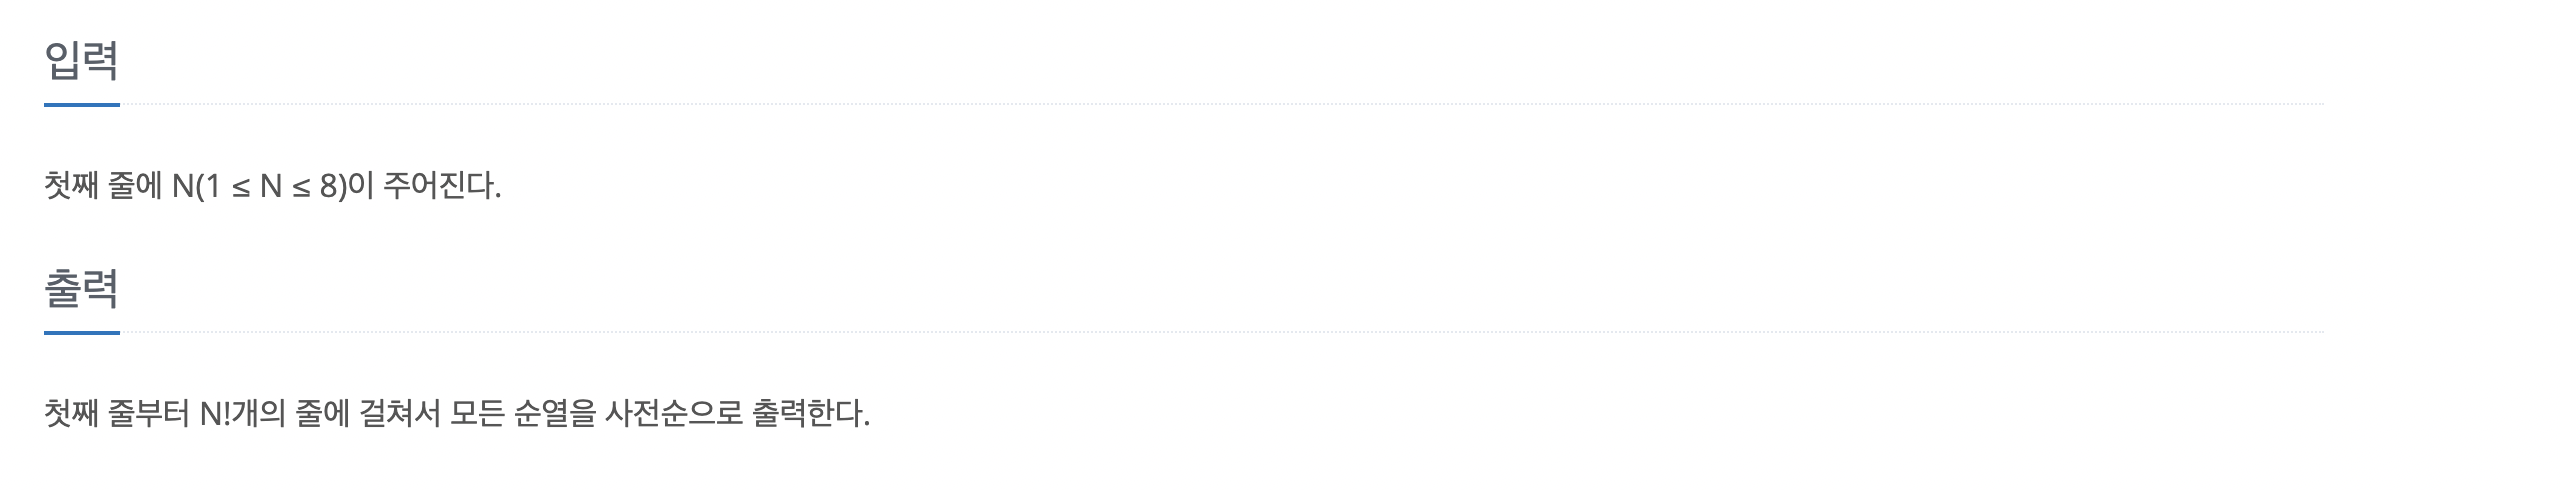 입력
첫째 줄에 N(1 ≤ N ≤ 8)이 주어진다.
출력
첫째 줄부터 N!개의 줄에 걸쳐서 모든 순열을 사전순으로 출력한다.